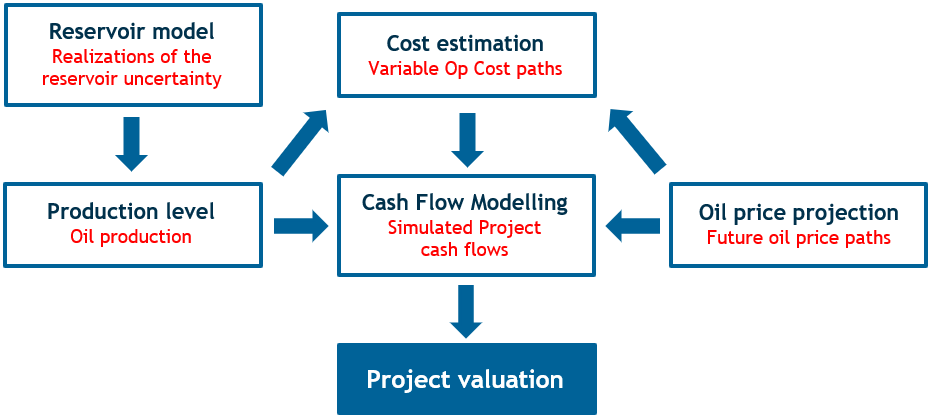 Reservoir model
Realizations of the
reservoir uncertainty
Cost estimation
Variable Op Cost paths
Production level
Oil production
Cash Flow Modelling
Simulated Project
cash flows
Oil price projection
Future oil price paths
Project valuation